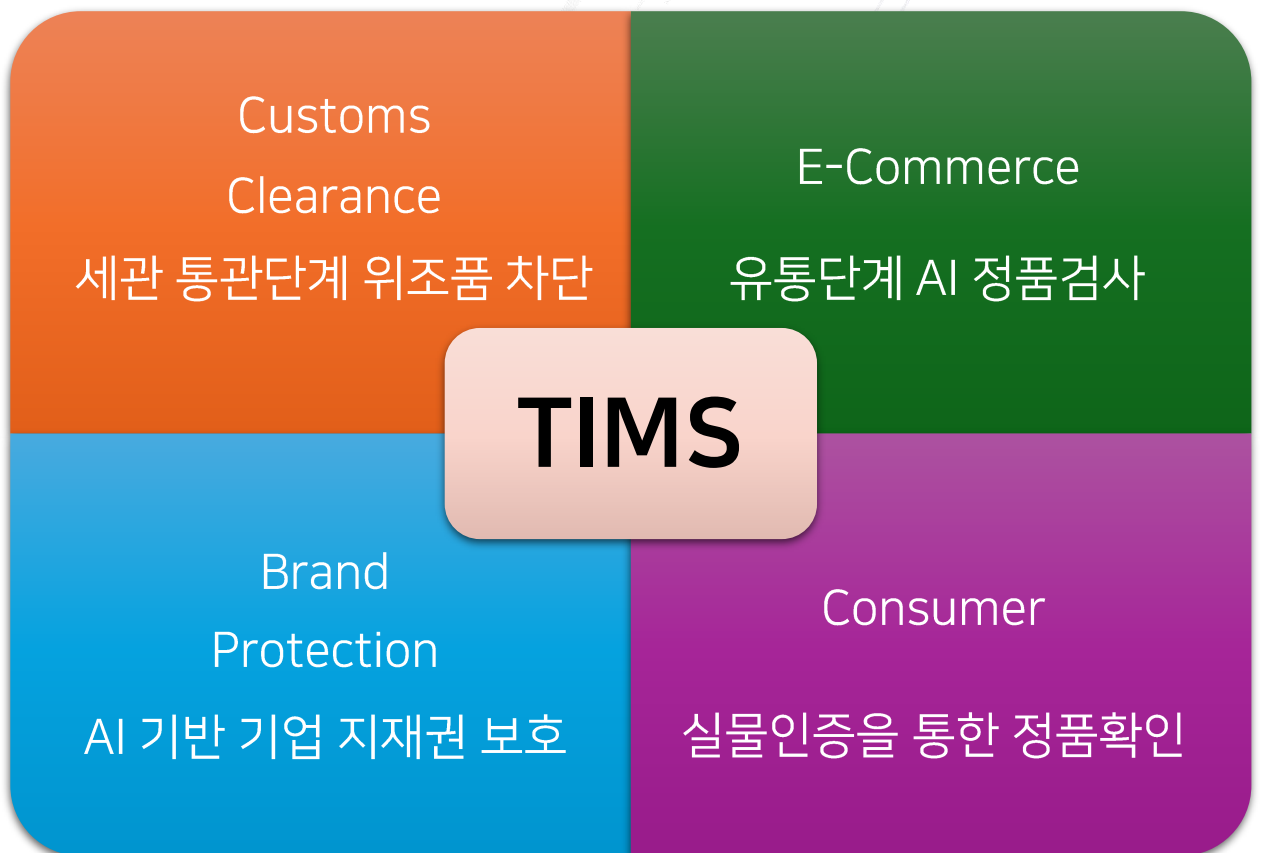 Customs
Clearance
세관 통관단계 위조품 차단
E-Commerce
유통단계 AI 정품검사
TIMS
Brand
Protection
AI 기반 기업 지재권 보호
Consumer
실물인증을 통한 정품확인